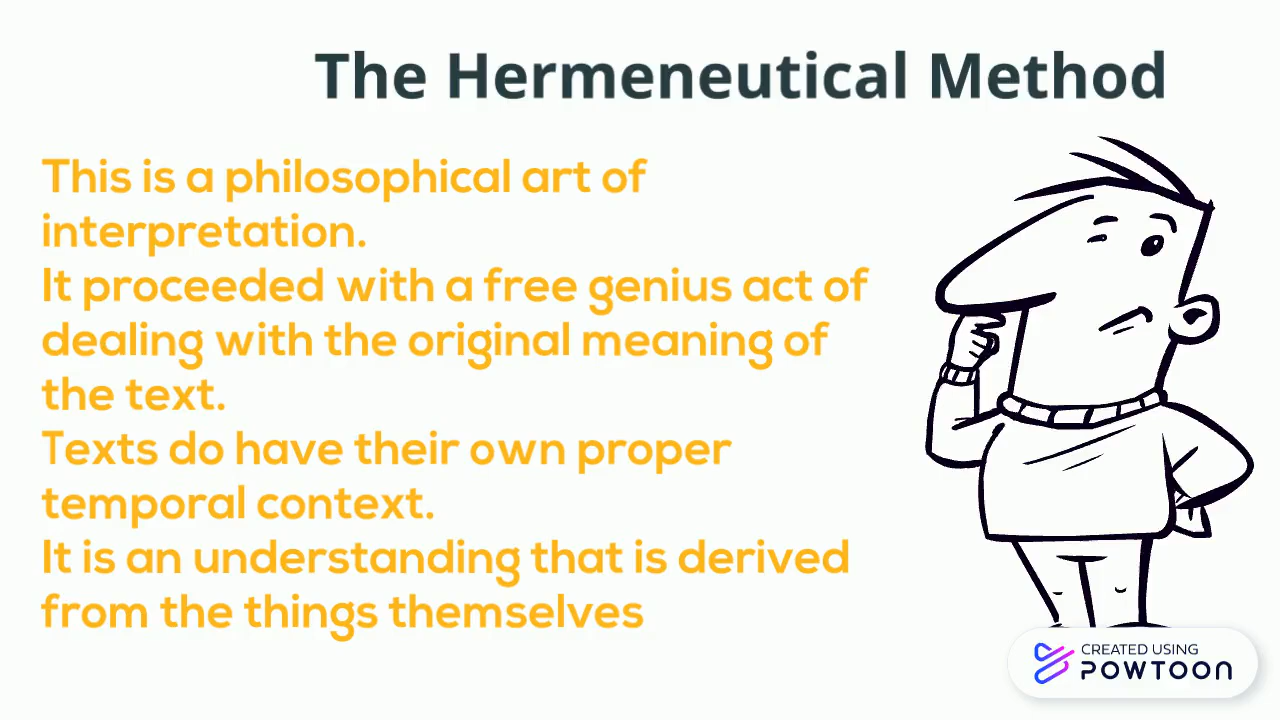 The Hermeneutical Method
This is a philosophical art of
interpretation.
It proceeded with a free genius act of
dealing with the original meaning of
the text.
Texts do have their own proper
temporal context.
It is an understanding that is derived
from the things themselves
CREATED USING
POWTOON